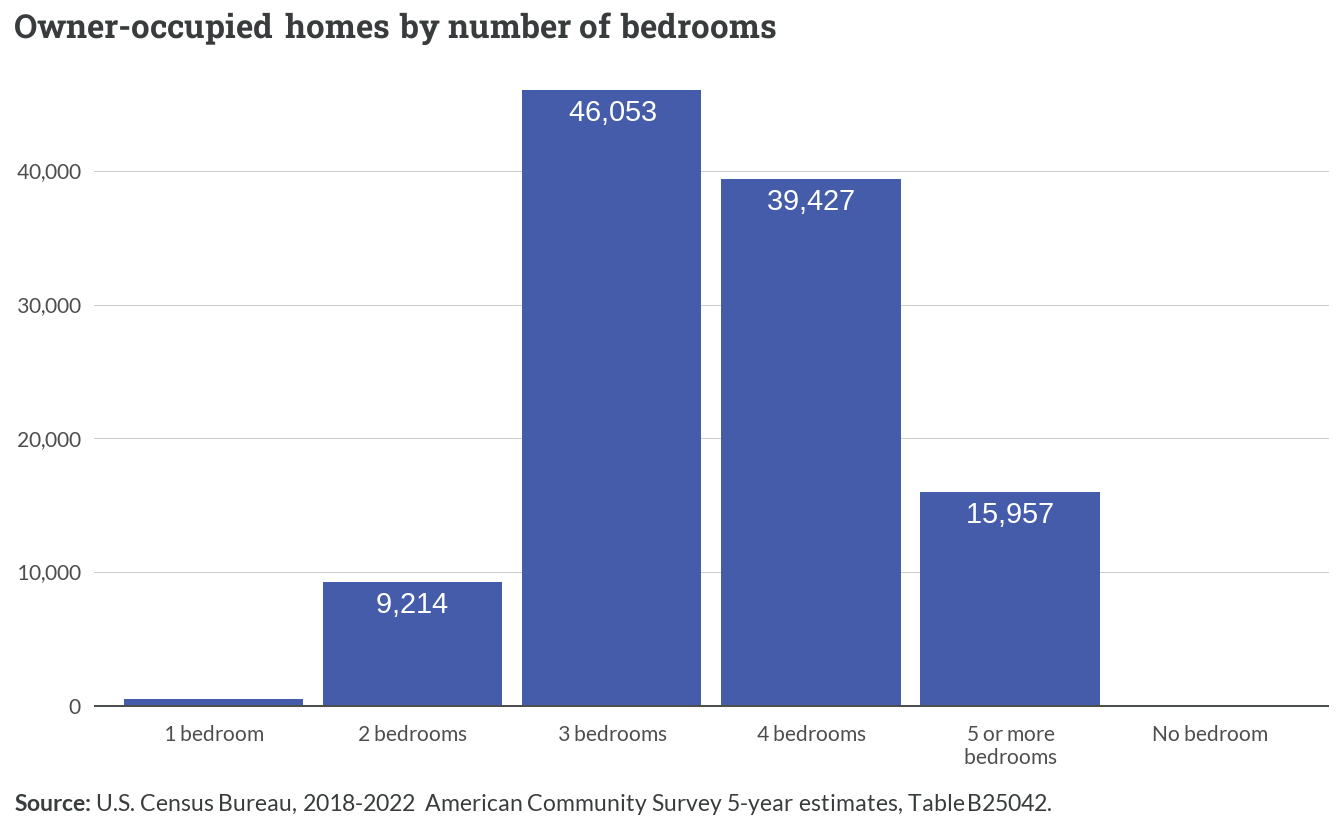 Owner-occupied homes by number of bedrooms
46,053
40,000
39,427
30,000
20,000
15,957
10,000
9,214
0
1 bedroom
2 bedrooms
3 bedrooms
4 bedrooms
5 or more
bedrooms
No bedroom
Source: U.S. Census Bureau, 2018-2022 American Community Survey 5-year estimates, Table B25042.